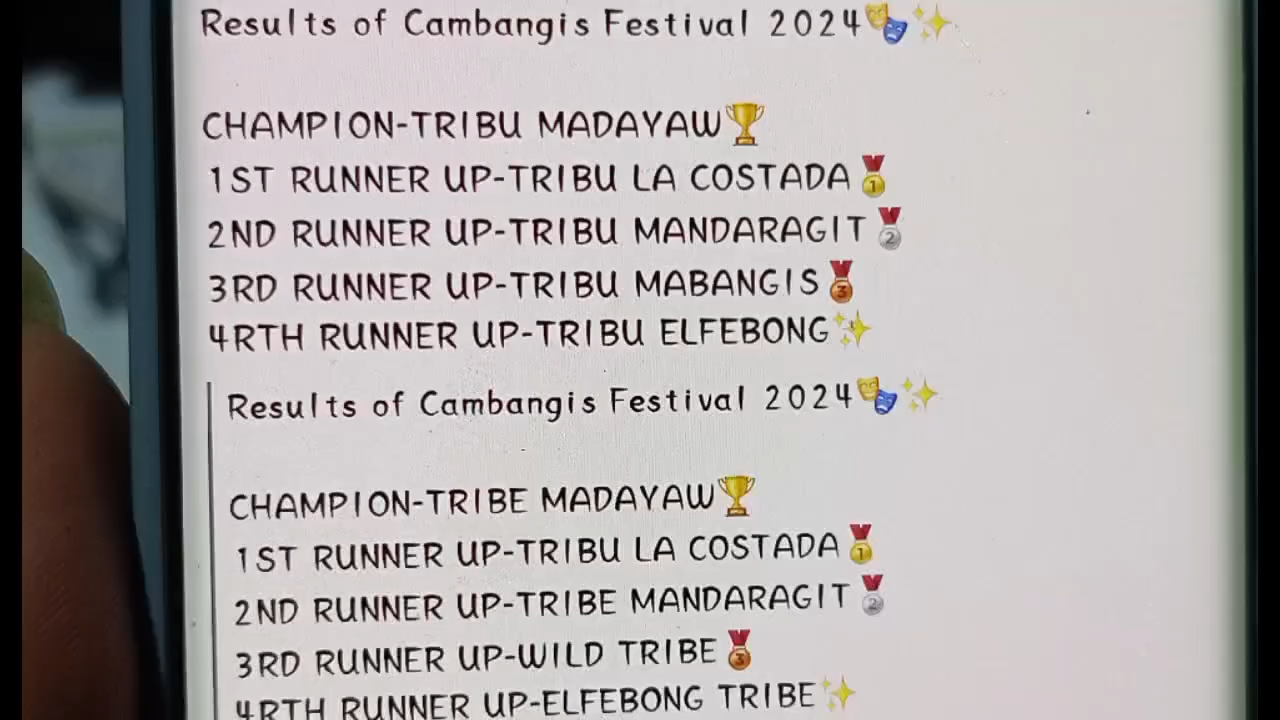 Results of Cambangis Festival 2024🎭✨
CHAMPION-TRIBU MADAYAW🏆
1ST RUNNER UP-TRIBU LA COSTADA🥇
2ND RUNNER UP-TRIBU MANDARAGIT🥈
3RD RUNNER UP-TRIBU MABANGIS🥉
4RTH RUNNER UP-TRIBU ELFEBONG✨
Results of Cambangis Festival 2024🎭✨
CHAMPION-TRIBE MADAYAW🏆
1ST RUNNER UP-TRIBU LA COSTADA🥇
2ND RUNNER UP-TRIBE MANDARAGIT🥈
3RD RUNNER UP-WILD TRIBE🥉
4RTH RUNNER UP-ELFEBONG TRIBE✨